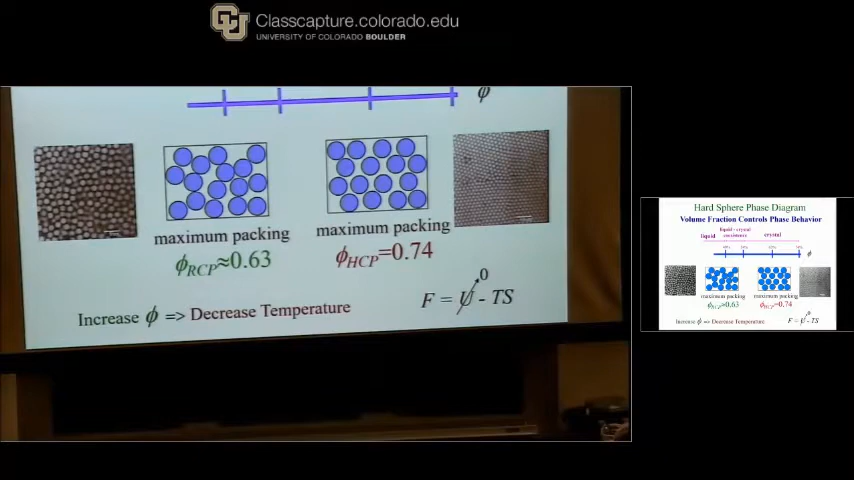 CU
Classcapture.colorado.edu
UNIVERSITY OF COLORADO BOULDER
ϕ
maximum packing
ϕRCP≈0.63
maximum packing
ϕHCP=0.74
Increase ϕ => Decrease Temperature
F = U - TS
0
Hard Sphere Phase Diagram
Volume Fraction Controls Phase Behavior
liquid
liquid - crystal
coexistence
crystal
ϕ
maximum packing
ϕRCP≈0.63
maximum packing
ϕHCP=0.74
Increase ϕ => Decrease Temperature
F = U - TS
0